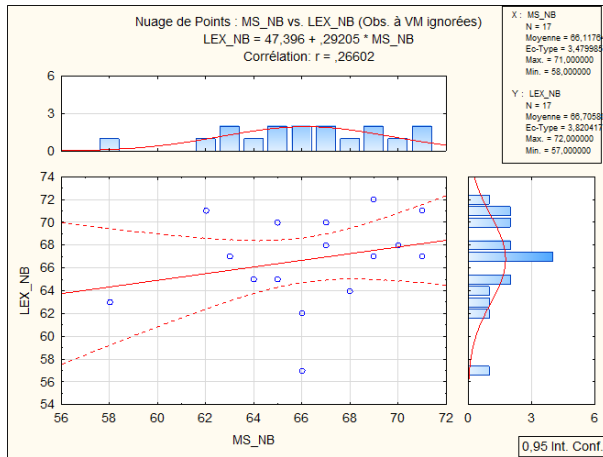 Nuage de Points : MS_NB vs. LEX_NB (Obs. à VM ignorées)
LEX_NB = 47,396 + ,29205 * MS_NB
Corrélation: r = ,26602
X : MS_NB
N = 17
Moyenne = 66,1176
Ec-Type = 3,479985
Max. = 71,000000
Min. = 58,000000
Y : LEX_NB
N = 17
Moyenne = 66,7058
Ec-Type = 3,820417
Max. = 72,000000
Min. = 57,000000
6
3
0
74
72
70
68
66
64
62
60
58
56
54
LEX_NB
56 58 60 62 64 66 68 70 72
MS_NB
0 3 6
0,95 Int. Conf.